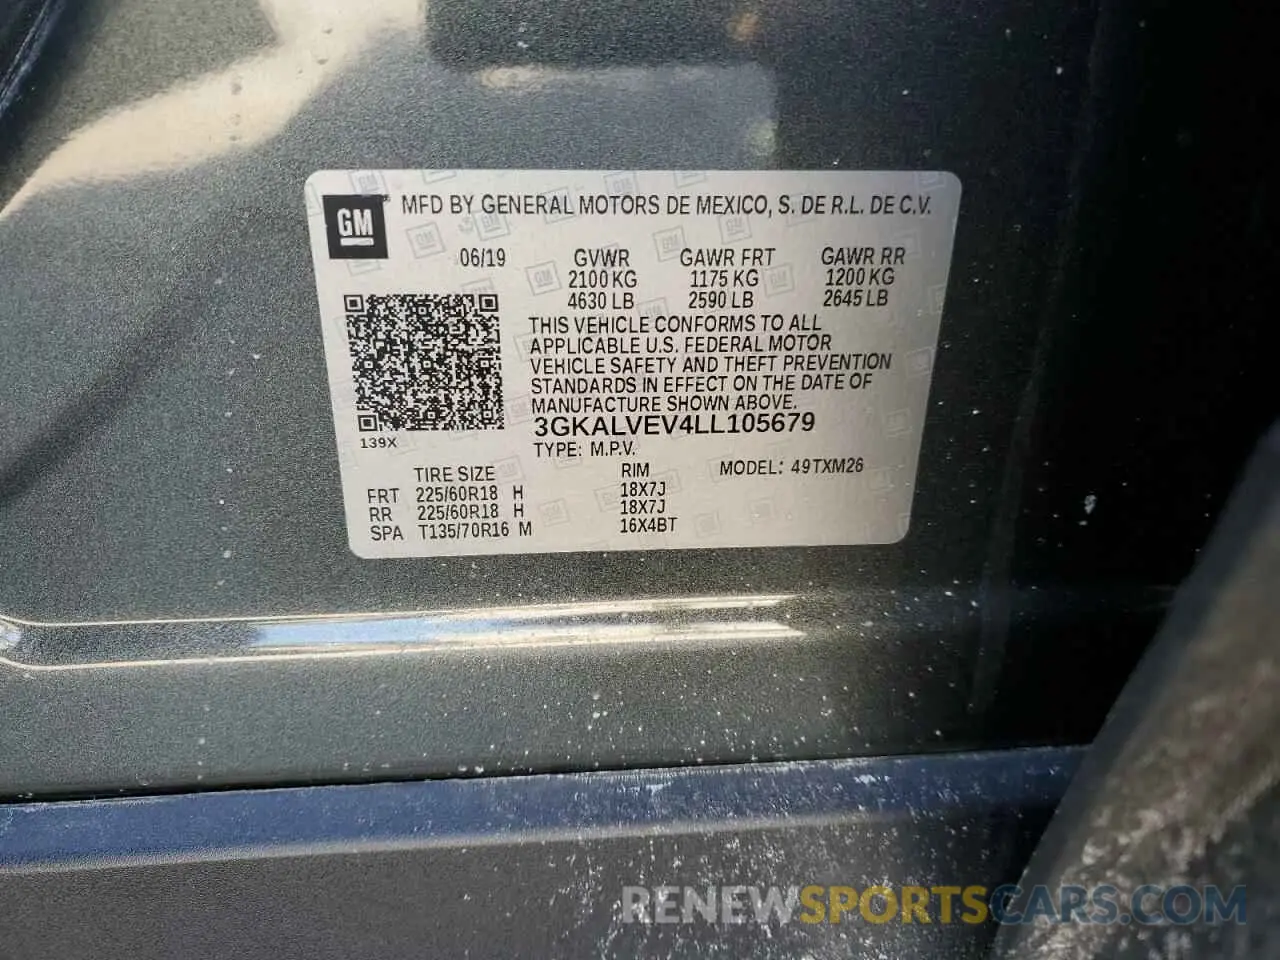 GM
MFD BY GENERAL MOTORS DE MEXICO, S. DE R.L. DE C.V.
06/19 GVWR GAWR FRT GAWR RR
2100 KG 1175 KG 1200 KG
4630 LB 2590 LB 2645 LB
THIS VEHICLE CONFORMS TO ALL
APPLICABLE U.S. FEDERAL MOTOR
VEHICLE SAFETY AND THEFT PREVENTION
STANDARDS IN EFFECT ON THE DATE OF
MANUFACTURE SHOWN ABOVE.
3GKALVEV4LL105679
139X
TYPE: M.P.V.
TIRE SIZE RIM MODEL: 49TXM26
FRT 225/60R18 H 18X7J
RR 225/60R18 H 18X7J
SPA T135/70R16 M 16X4BT
RENEWSPORTSCARS.COM